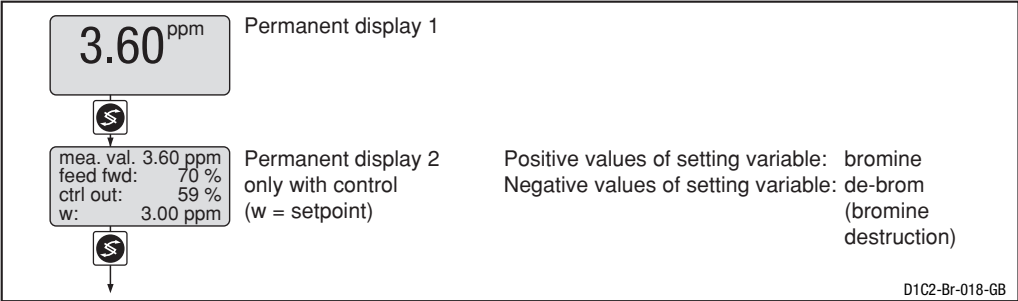 3.60 ppm
Permanent display 1
mea. val. 3.60 ppm
feed fwd: 70 %
ctrl out: 59 %
w: 3.00 ppm
Permanent display 2
only with control
(w = setpoint)
Positive values of setting variable: bromine
Negative values of setting variable: de-brom
(bromine
destruction)
D1C2-Br-018-GB